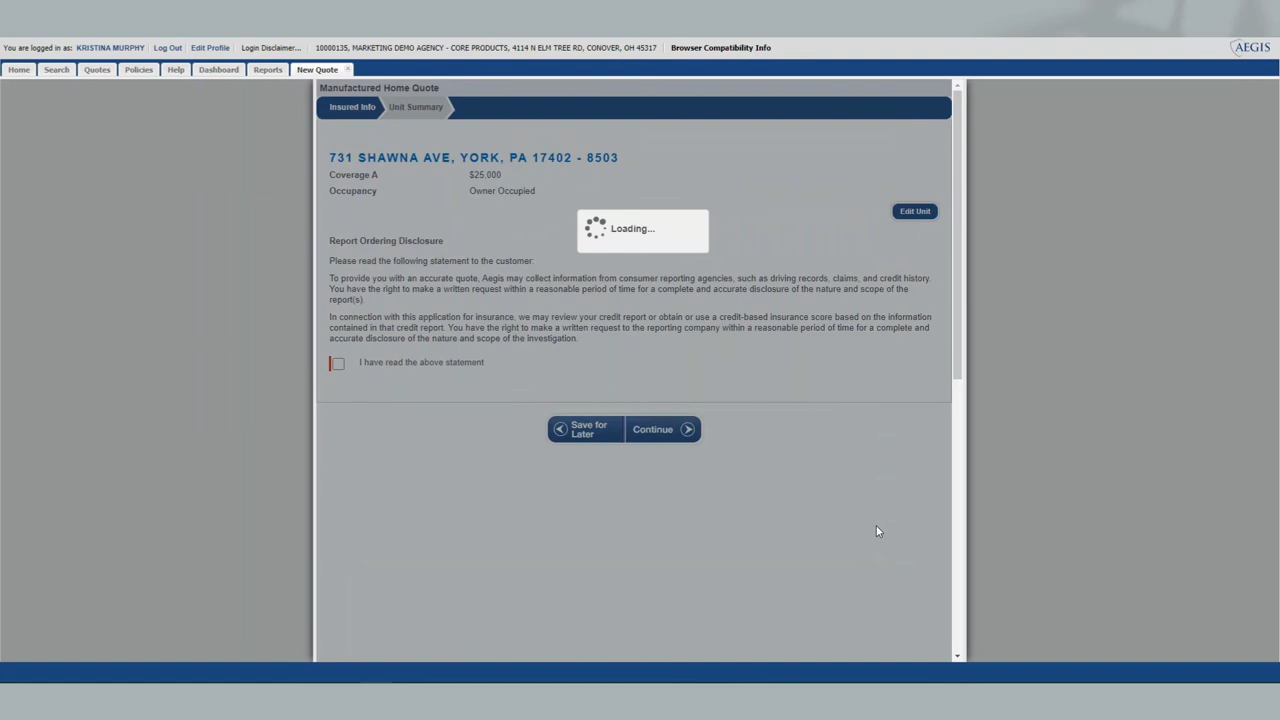 You are logged in as: KRISTINA MURPHY Log Out Edit Profile Login Disclaimer... 10000135, MARKETING DEMO AGENCY - CORE PRODUCTS, 4114 N ELM TREE RD, CONOVER, OH 45317 Browser Compatibility Info
AEGIS
Home Search Quotes Policies Help Dashboard Reports New Quote ×
Manufactured Home Quote
Insured Info Unit Summary
731 SHAWNA AVE, YORK, PA 17402 - 8503
Coverage A $25,000
Occupancy Owner Occupied
Edit Unit
Loading...
Report Ordering Disclosure
Please read the following statement to the customer:
To provide you with an accurate quote, Aegis may collect information from consumer reporting agencies, such as driving records, claims, and credit history.
You have the right to make a written request within a reasonable period of time for a complete and accurate disclosure of the nature and scope of the
report(s).
In connection with this application for insurance, we may review your credit report or obtain or use a credit-based insurance score based on the information
contained in that credit report. You have the right to make a written request to the reporting company within a reasonable period of time for a complete and
accurate disclosure of the nature and scope of the investigation.
I have read the above statement
Save for
Later
Continue